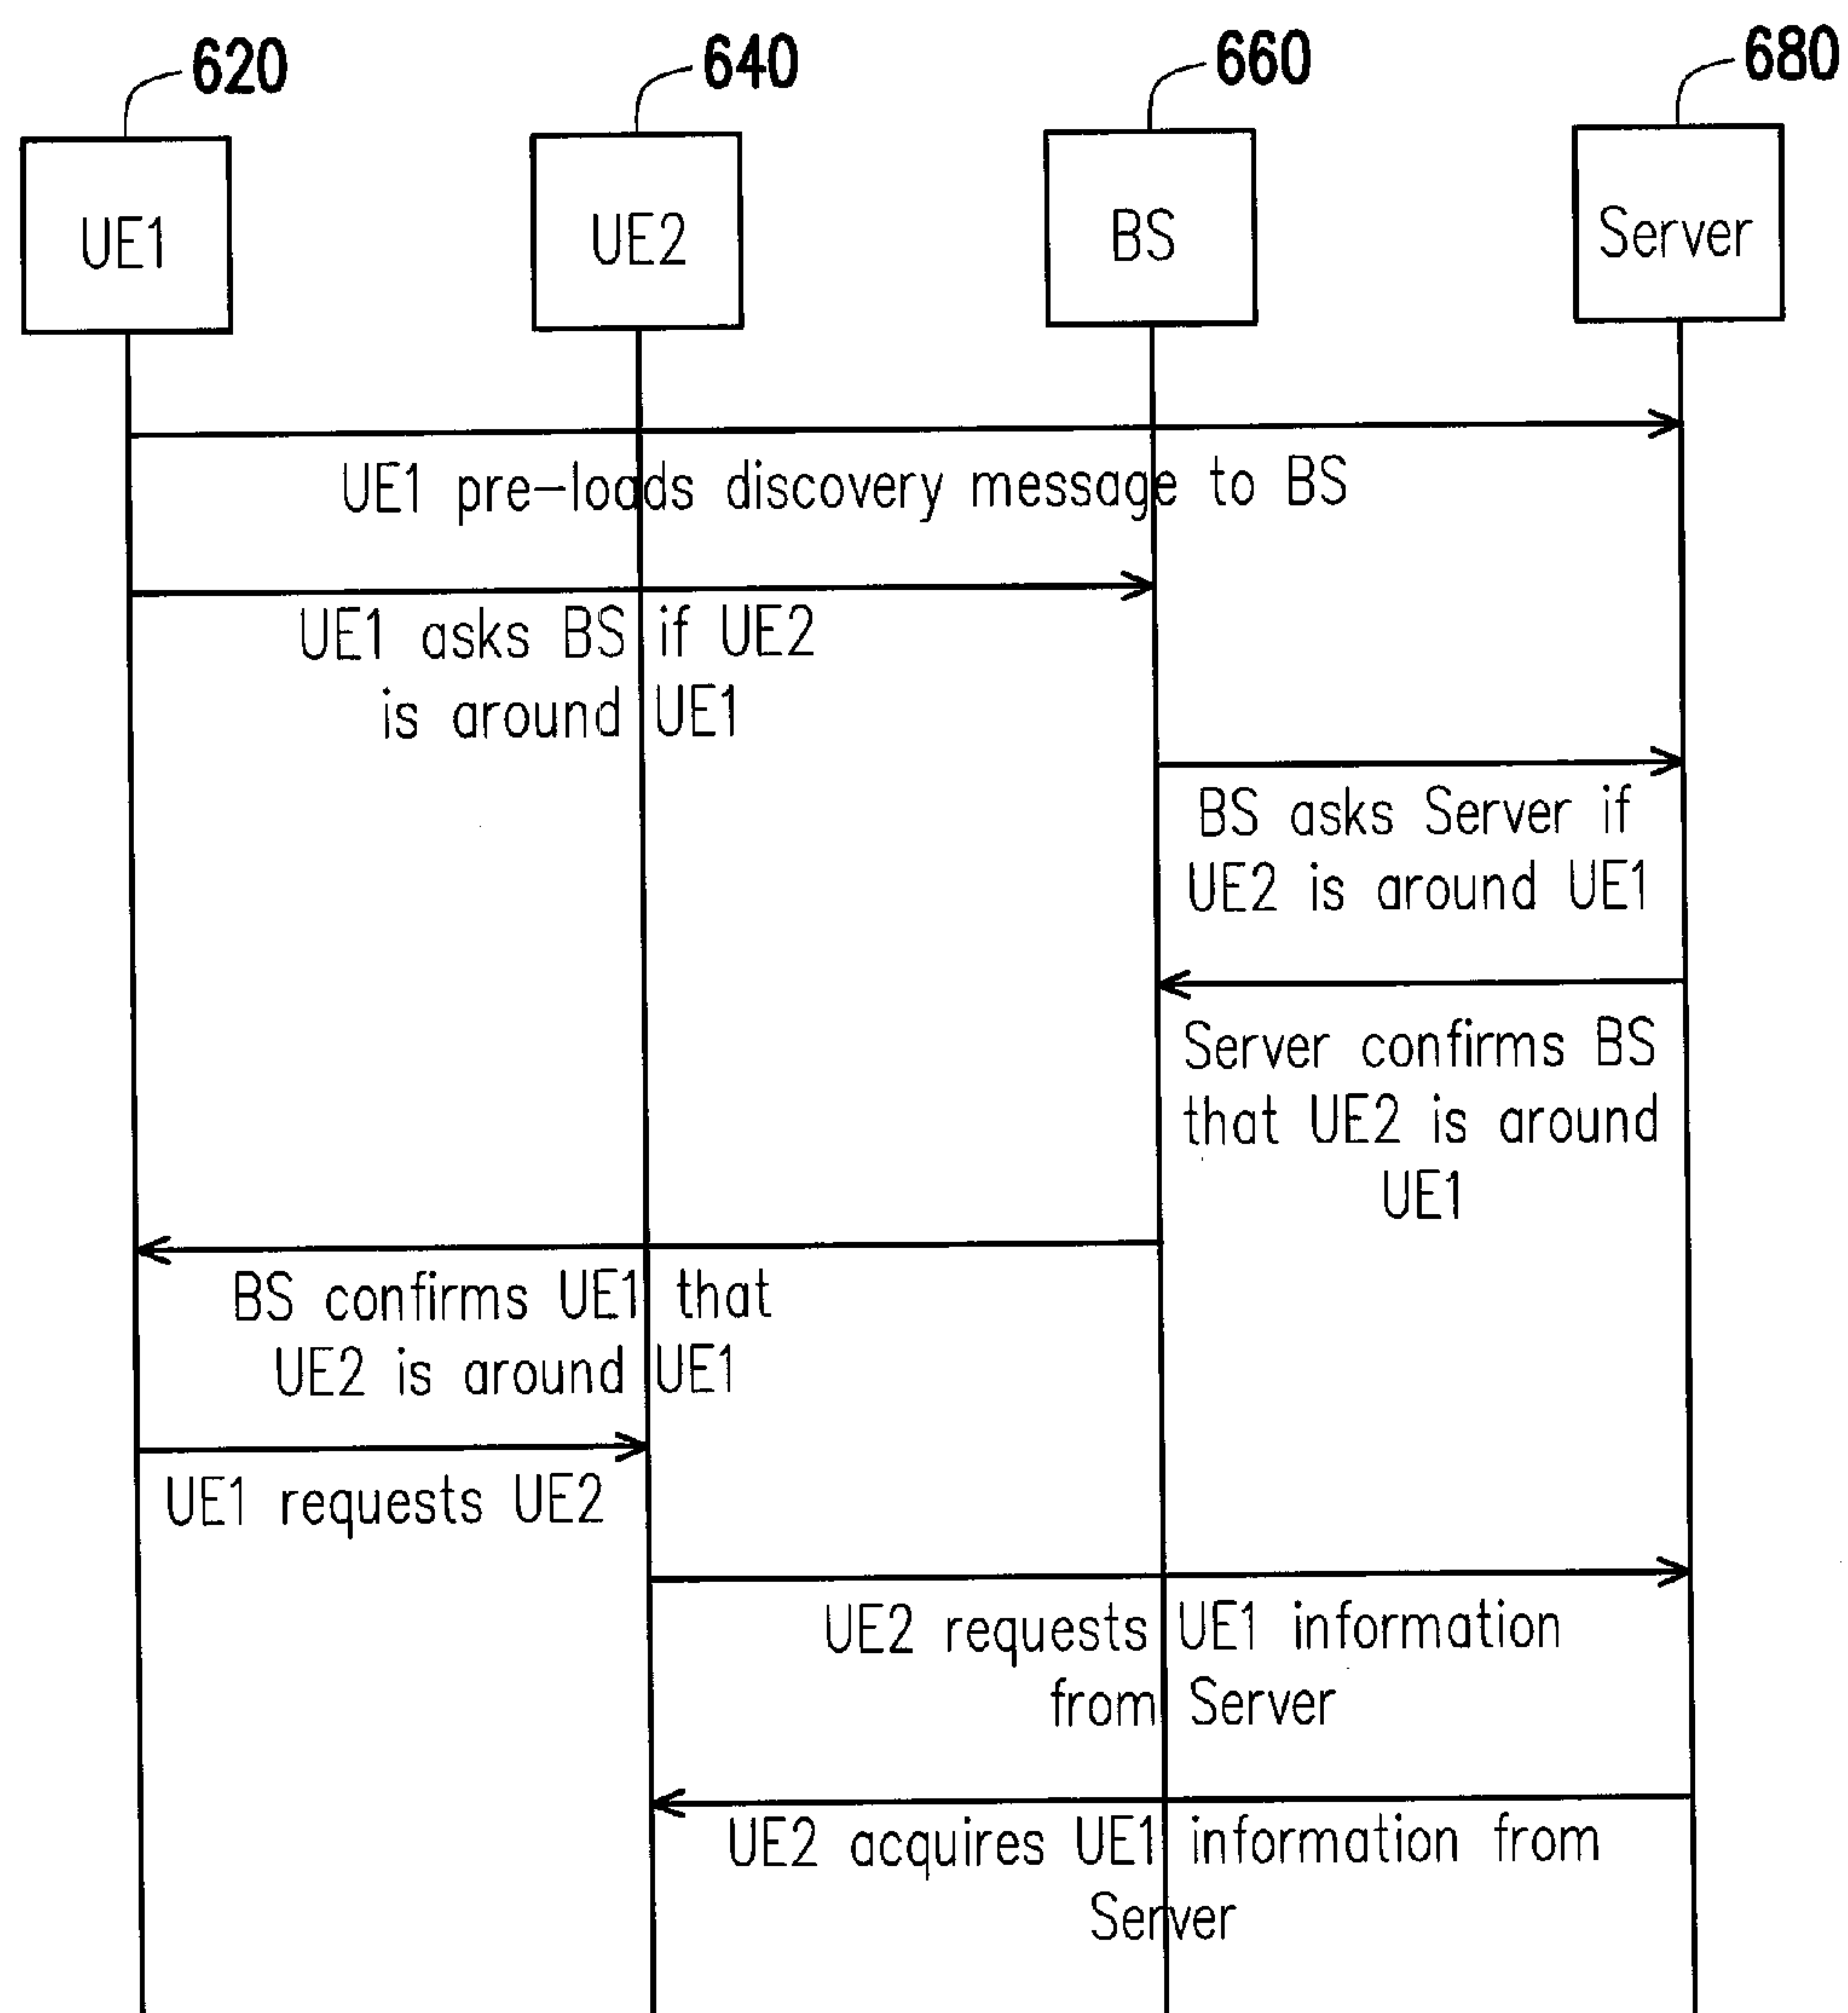 620
640
660
680
UE1
UE2
BS
Server
UE1 pre-loads discovery message to BS
UE1 asks BS if UE2
is around UE1
BS asks Server if
UE2 is around UE1
Server confirms BS
that UE2 is around
UE1
BS confirms UE1 that
UE2 is around UE1
UE1 requests UE2
UE2 requests UE1 information
from Server
UE2 acquires UE1 information from
Server